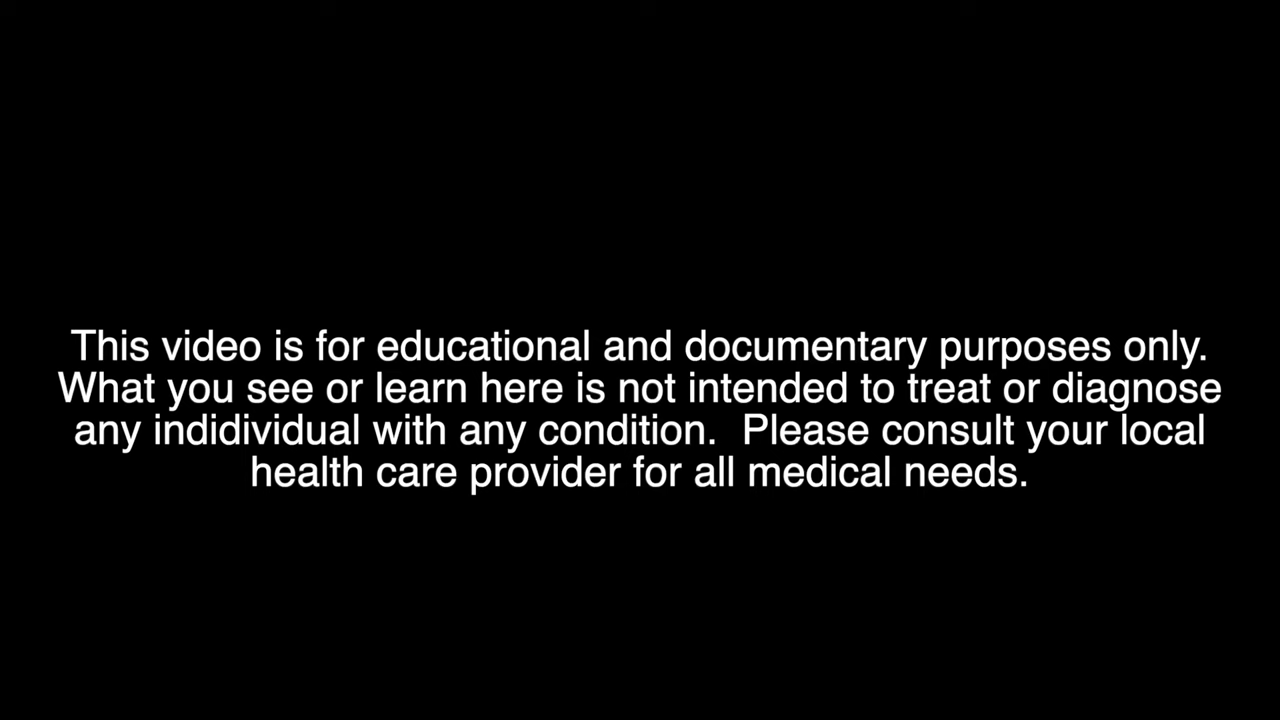 This video is for educational and documentary purposes only.
What you see or learn here is not intended to treat or diagnose
any indidividual with any condition.  Please consult your local
health care provider for all medical needs.